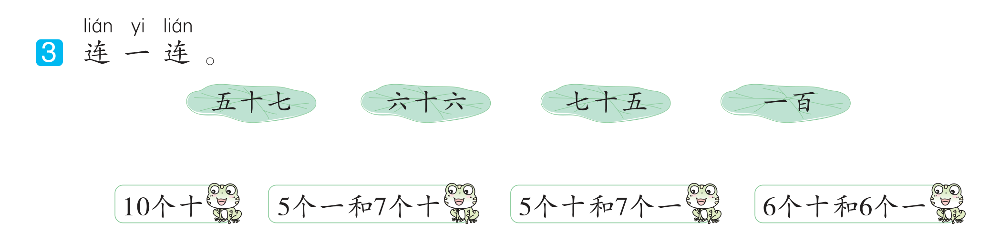 lián yi lián
3 连一连。
五十七 六十六 七十五 一百
10个十 5个一和7个十 5个十和7个一 6个十和6个一